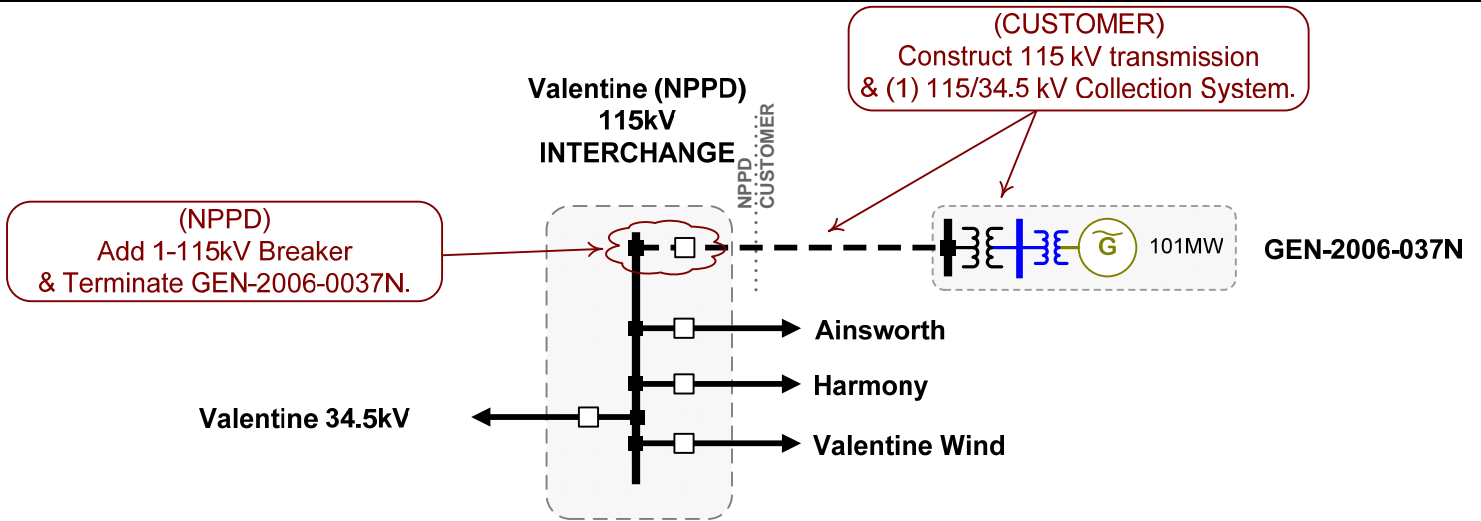 (CUSTOMER)
Construct 115 kV transmission
& (1) 115/34.5 kV Collection System.
Valentine (NPPD)
115kV
INTERCHANGE
NPPD
CUSTOMER
(NPPD)
Add 1-115kV Breaker
& Terminate GEN-2006-0037N.
G
101MW
GEN-2006-037N
Ainsworth
Harmony
Valentine 34.5kV
Valentine Wind